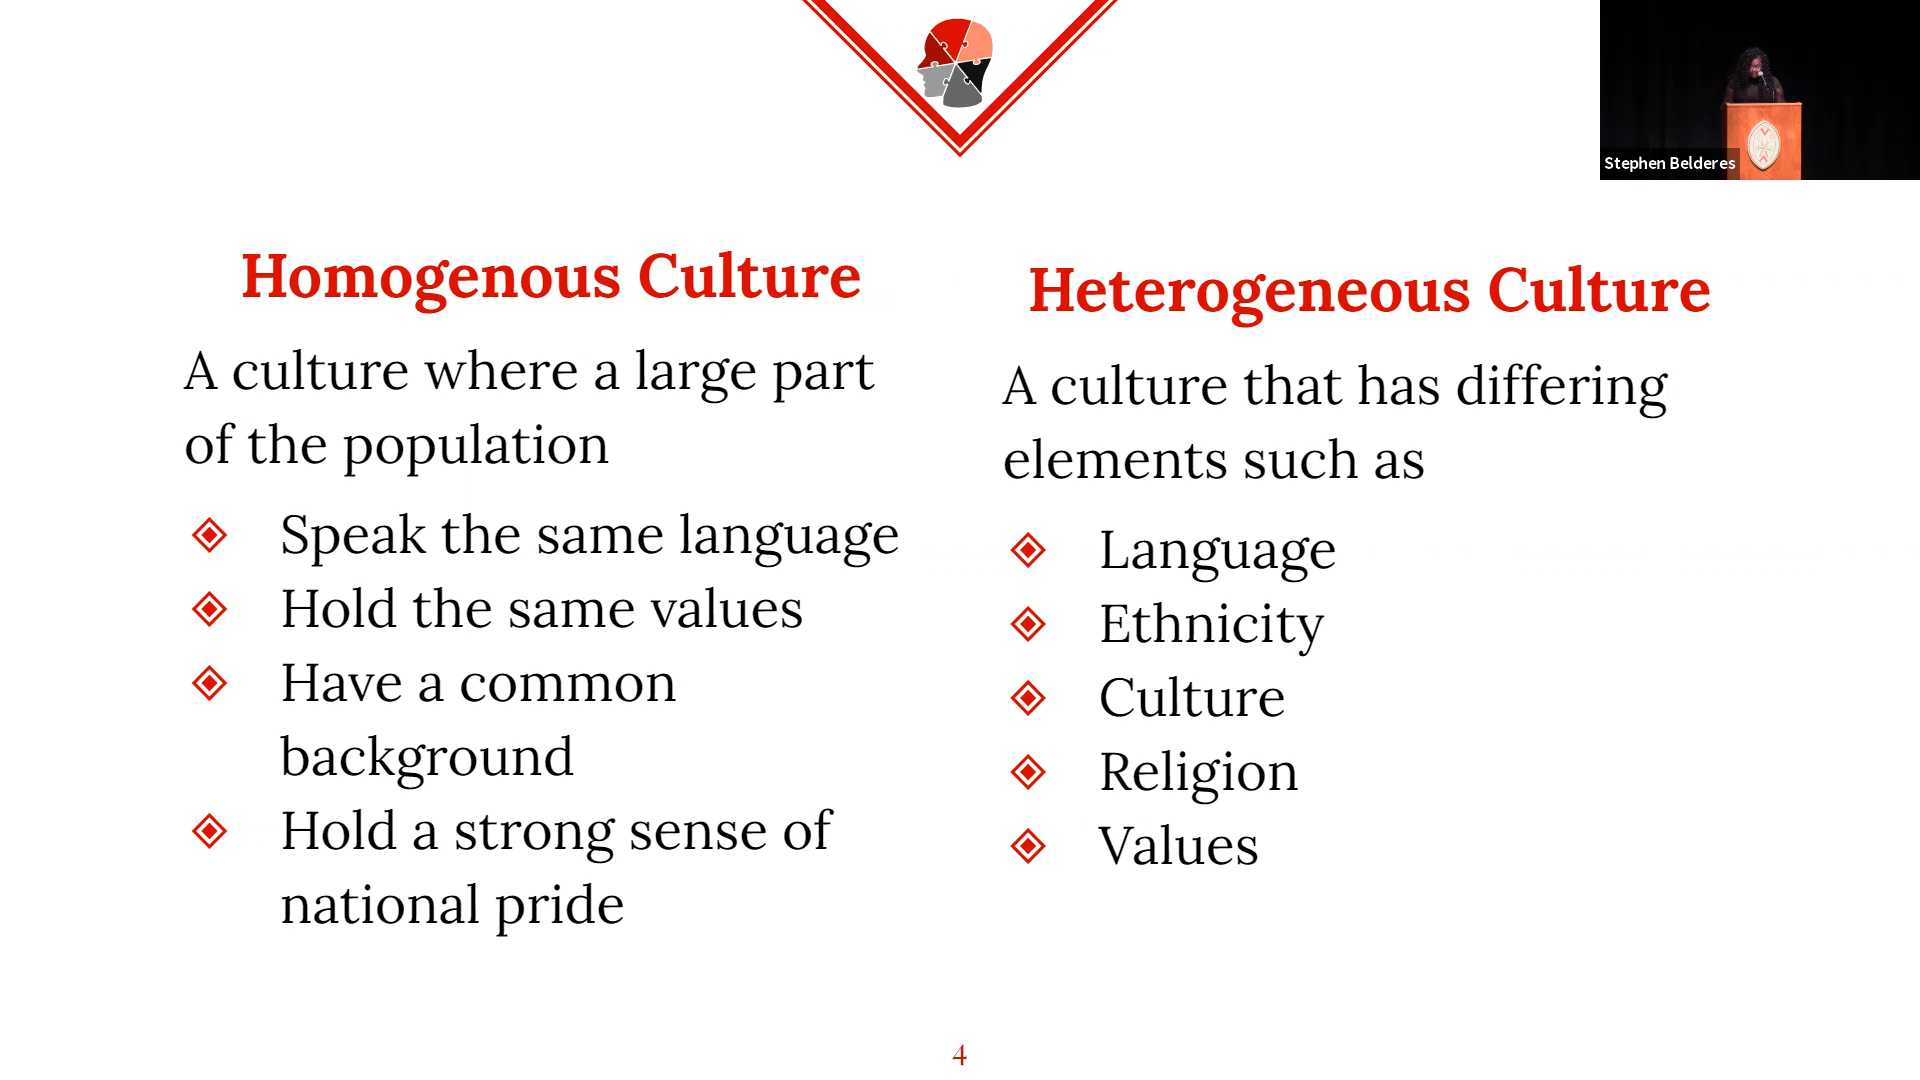 Stephen Belderes
Homogenous Culture
A culture where a large part
of the population
Speak the same language
Hold the same values
Have a common
background
Hold a strong sense of
national pride
Heterogeneous Culture
A culture that has differing
elements such as
Language
Ethnicity
Culture
Religion
Values
4